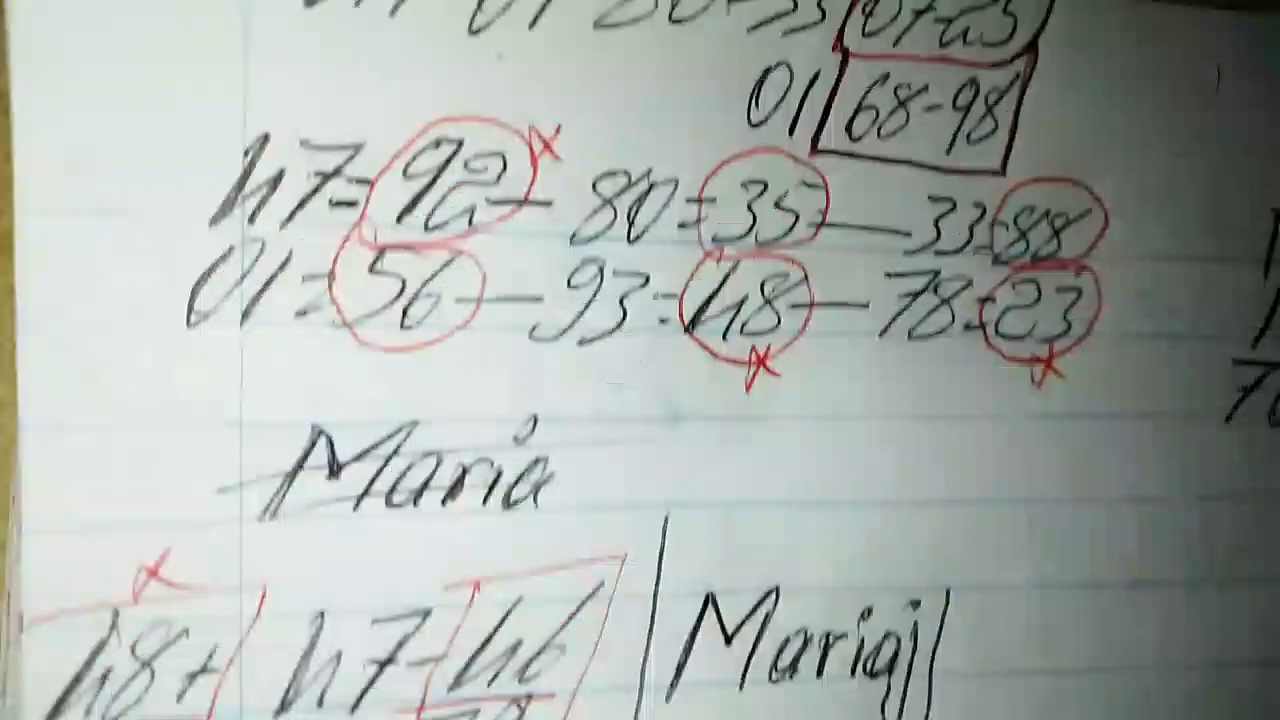 01 68-98
47=92-80=35-33=88
01=56-93=48-78=23
Maria
48+ 47-46 Mariaj